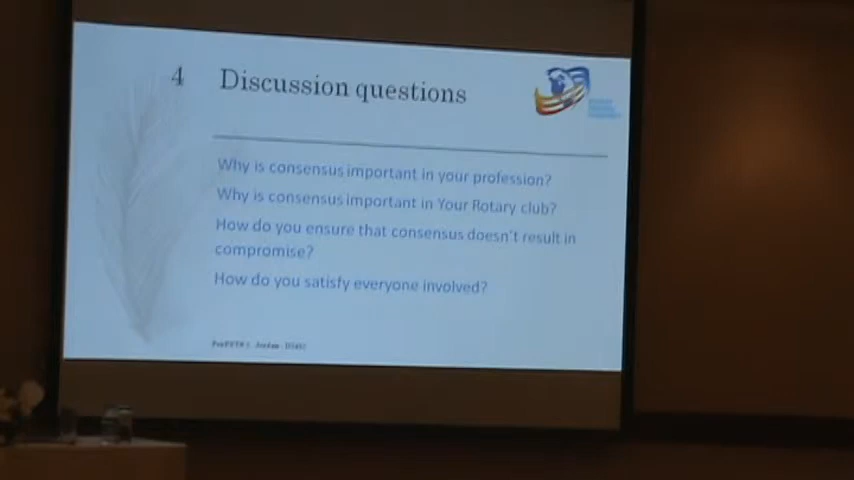 4 Discussion questions
Why is consensus important in your profession?
Why is consensus important in Your Rotary club?
How do you ensure that consensus doesn't result in
compromise?
How do you satisfy everyone involved?